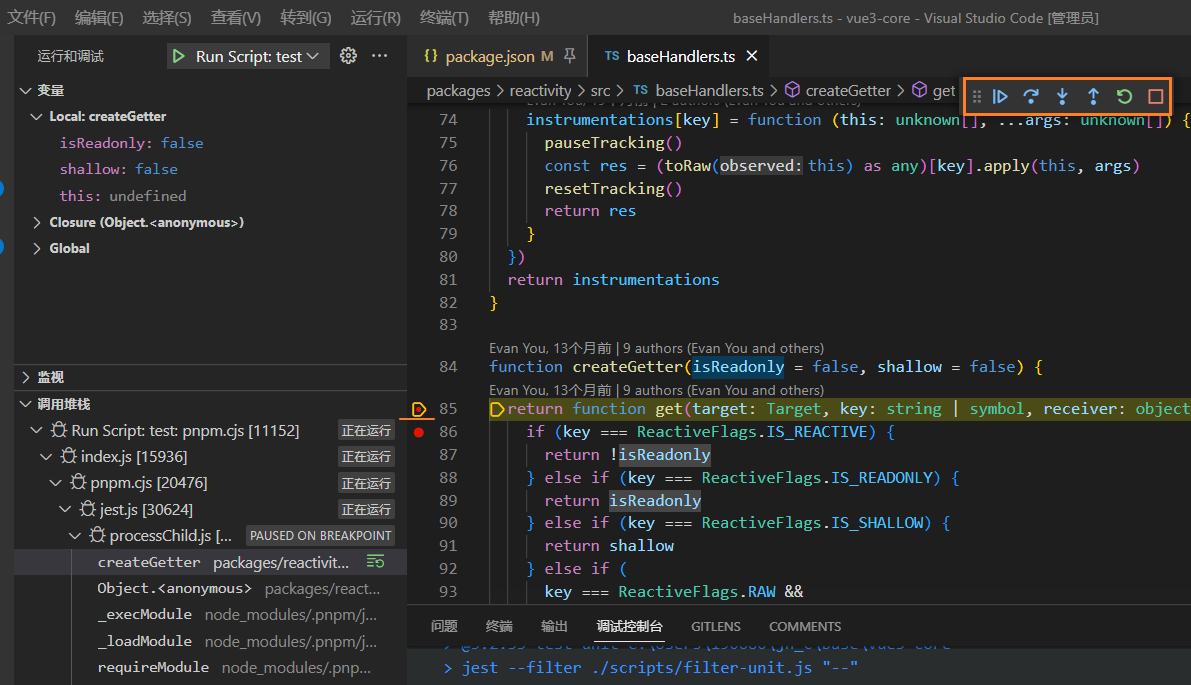 文件(F) 编辑(E) 选择(S) 查看(V) 转到(G) 运行(R) 终端(T) 帮助(H) baseHandlers.ts - vue3-core - Visual Studio Code [管理员]
运行和调试 Run Script: test
变量
Local: createGetter
isReadonly: false
shallow: false
this: undefined
Closure (Object.<anonymous>)
Global
监视
调用堆栈
Run Script: test: pnpm.cjs [11152] 正在运行
index.js [15936] 正在运行
pnpm.cjs [20476] 正在运行
jest.js [30624] 正在运行
processChild.js [... PAUSED ON BREAKPOINT
createGetter packages/reactivit...
Object.<anonymous> packages/react...
_execModule node_modules/.pnpm/j...
_loadModule node_modules/.pnpm/j...
requireModule node_modules/.pnp...
{} package.json M TS baseHandlers.ts
packages > reactivity > src > TS baseHandlers.ts > createGetter > get
74 instrumentations[key] = function (this: unknown[], ...args: unknown[]) {
75 pauseTracking()
76 const res = (toRaw(observed: this) as any)[key].apply(this, args)
77 resetTracking()
78 return res
79 }
80 })
81 return instrumentations
82 }
83
Evan You, 13个月前 | 9 authors (Evan You and others)
84 function createGetter(isReadonly = false, shallow = false) {
Evan You, 13个月前 | 9 authors (Evan You and others)
85 return function get(target: Target, key: string | symbol, receiver: object
86 if (key === ReactiveFlags.IS_REACTIVE) {
87 return !isReadonly
88 } else if (key === ReactiveFlags.IS_READONLY) {
89 return isReadonly
90 } else if (key === ReactiveFlags.IS_SHALLOW) {
91 return shallow
92 } else if (
93 key === ReactiveFlags.RAW &&
问题 终端 输出 调试控制台 GITLENS COMMENTS
> jest --filter ./scripts/filter-unit.js "--"